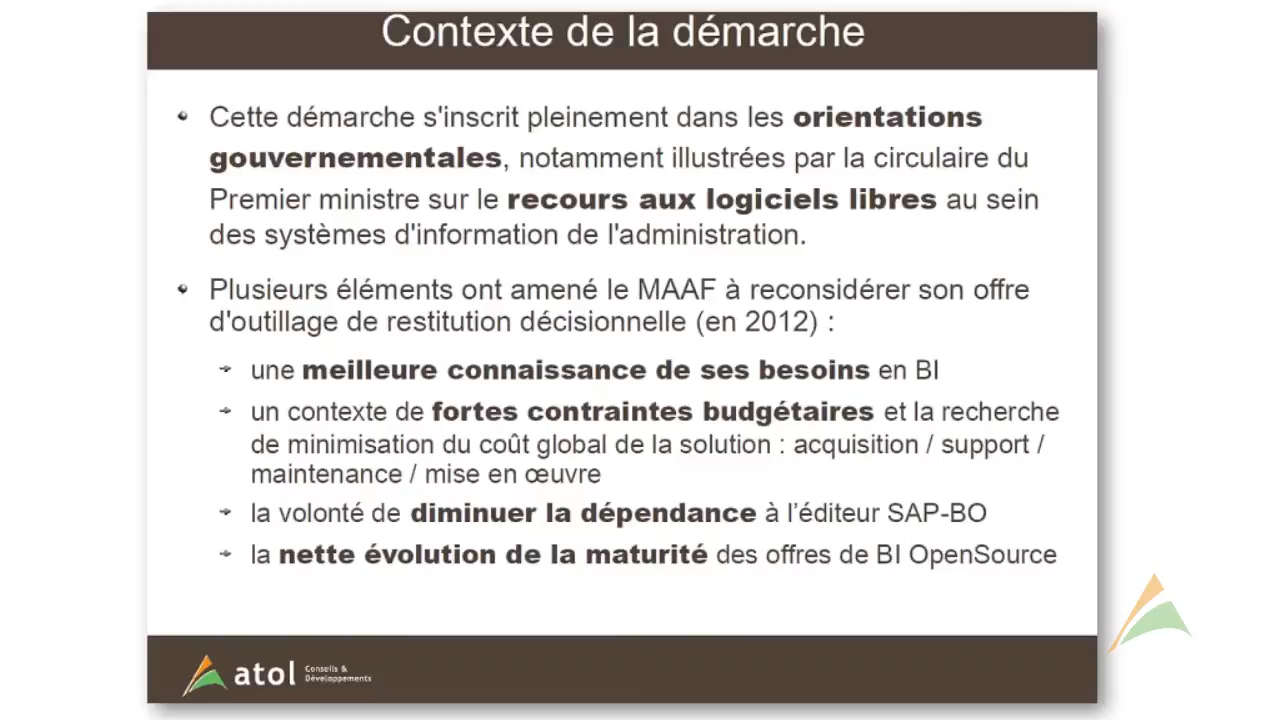 Contexte de la démarche
Cette démarche s'inscrit pleinement dans les orientations
gouvernementales, notamment illustrées par la circulaire du
Premier ministre sur le recours aux logiciels libres au sein
des systèmes d'information de l'administration.
Plusieurs éléments ont amené le MAAF à reconsidérer son offre
d'outillage de restitution décisionnelle (en 2012) :
une meilleure connaissance de ses besoins en BI
un contexte de fortes contraintes budgétaires et la recherche
de minimisation du coût global de la solution : acquisition / support /
maintenance / mise en œuvre
la volonté de diminuer la dépendance à l’éditeur SAP-BO
la nette évolution de la maturité des offres de BI OpenSource
atol Conseils &
Développements